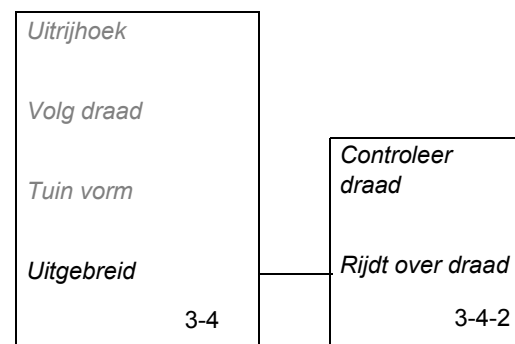 Uitrijhoek
Volg draad
Tuin vorm
Uitgebreid
3-4
Controleer
draad
Rijdt over draad
3-4-2